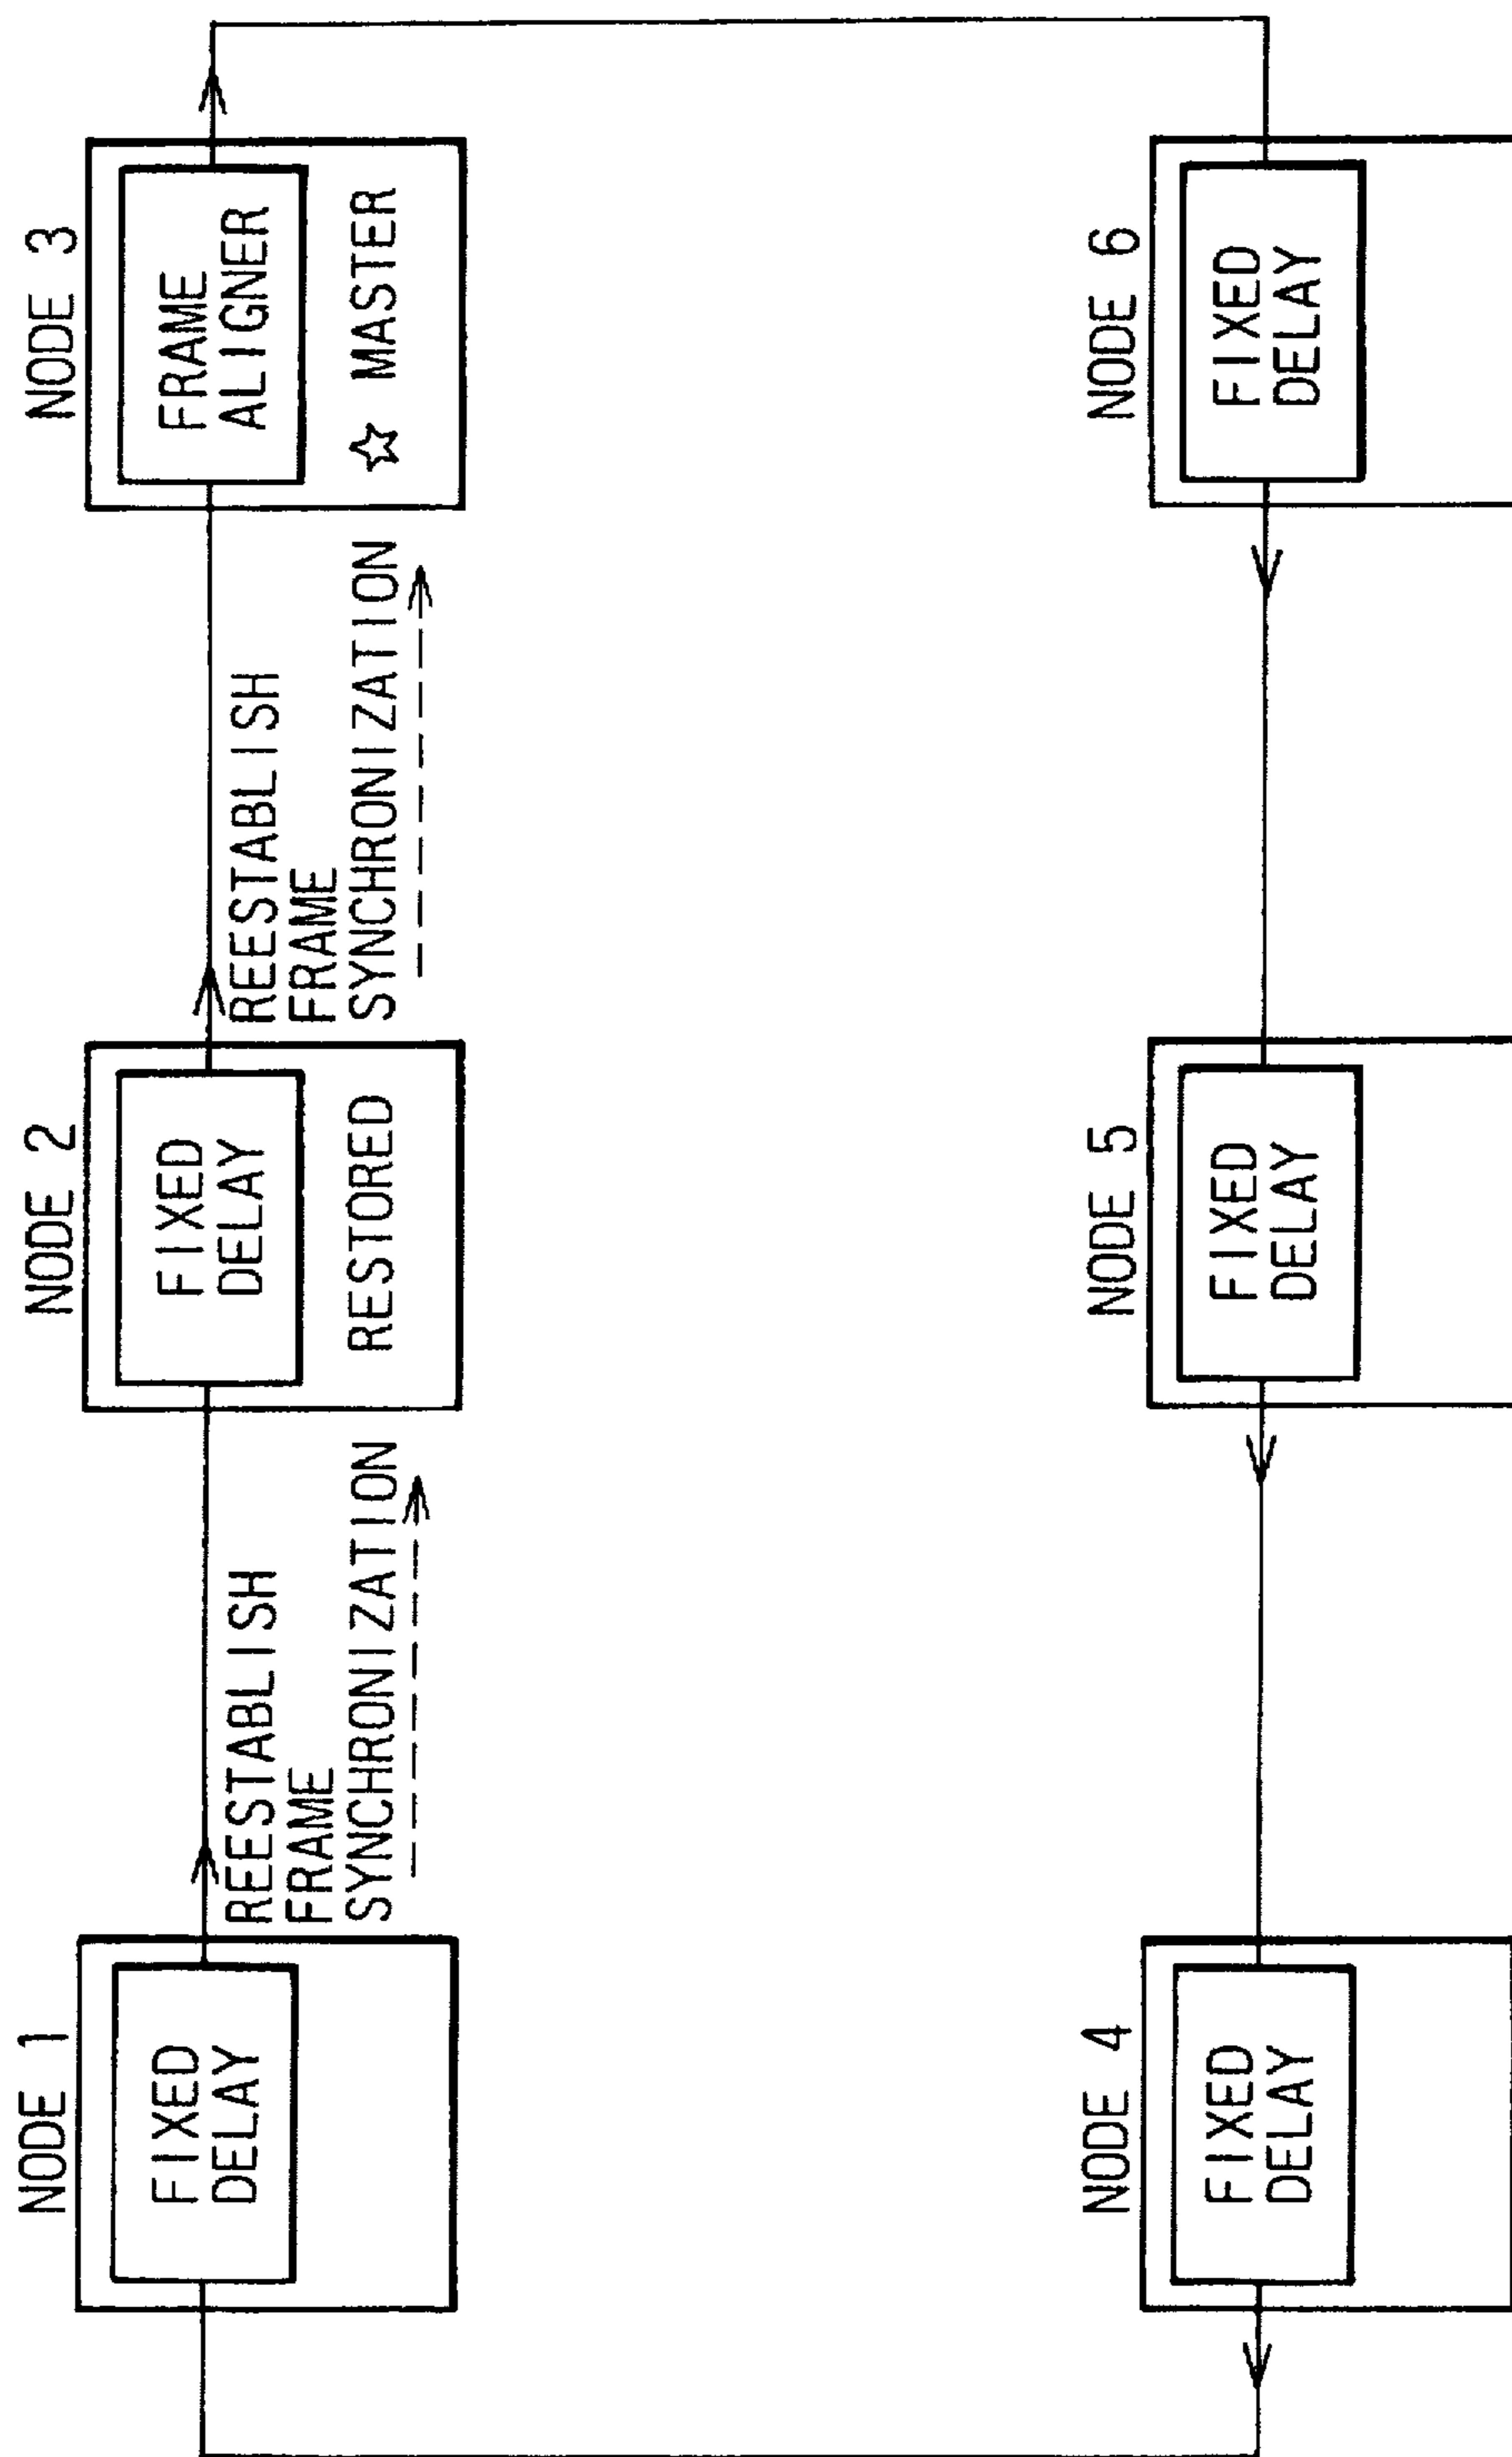 NODE 1
FIXED
DELAY
REESTABLISH
FRAME
SYNCHRONIZATION
NODE 2
FIXED
DELAY
RESTORED
REESTABLISH
FRAME
SYNCHRONIZATION
NODE 3
FRAME
ALIGNER
☆ MASTER
NODE 4
FIXED
DELAY
NODE 5
FIXED
DELAY
NODE 6
FIXED
DELAY